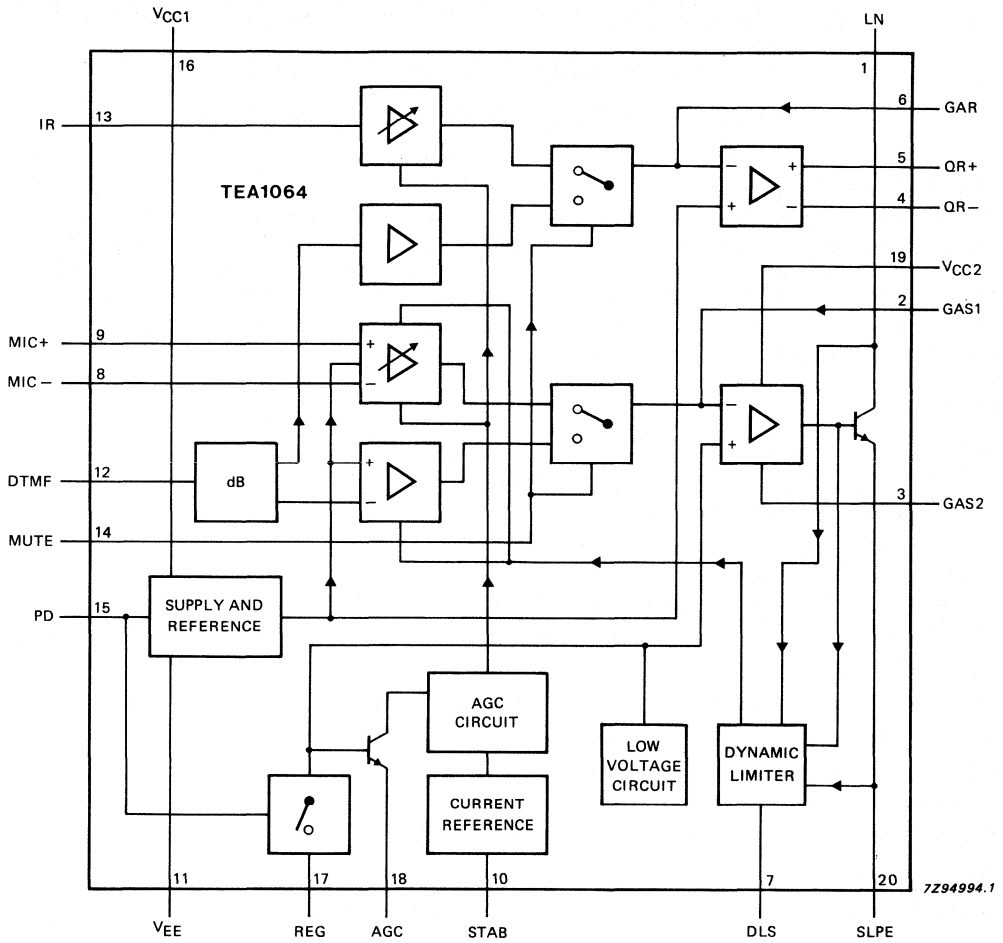 VCC1
LN
16
1
IR
13
6
GAR
TEA1064
5
QR+
4
QR−
19
VCC2
2
GAS1
MIC+
9
+
−
MIC−
8
DTMF
12
dB
+
−
−
+
+
−
−
+
3
GAS2
MUTE
14
PD
15
SUPPLY AND
REFERENCE
AGC
CIRCUIT
LOW
VOLTAGE
CIRCUIT
DYNAMIC
LIMITER
CURRENT
REFERENCE
11
17
18
10
7
20
7Z94994.1
VEE
REG
AGC
STAB
DLS
SLPE